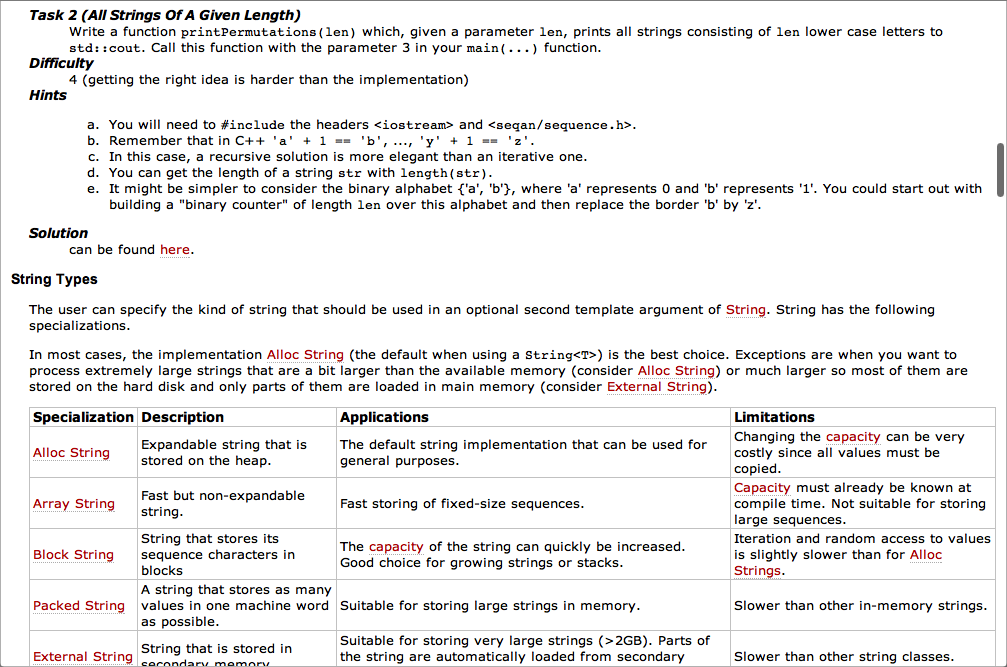 Task 2 (All Strings Of A Given Length)
Write a function printPermutations(len) which, given a parameter len, prints all strings consisting of len lower case letters to
std::cout. Call this function with the parameter 3 in your main(...) function.
Difficulty
4 (getting the right idea is harder than the implementation)
Hints
a. You will need to #include the headers <iostream> and <seqan/sequence.h>.
b. Remember that in C++ 'a' + 1 == 'b', ..., 'y' + 1 == 'z'.
c. In this case, a recursive solution is more elegant than an iterative one.
d. You can get the length of a string str with length(str).
e. It might be simpler to consider the binary alphabet {'a', 'b'}, where 'a' represents 0 and 'b' represents '1'. You could start out with
building a "binary counter" of length len over this alphabet and then replace the border 'b' by 'z'.
Solution
can be found here.
String Types
The user can specify the kind of string that should be used in an optional second template argument of String. String has the following
specializations.
In most cases, the implementation Alloc String (the default when using a String<T>) is the best choice. Exceptions are when you want to
process extremely large strings that are a bit larger than the available memory (consider Alloc String) or much larger so most of them are
stored on the hard disk and only parts of them are loaded in main memory (consider External String).
Specialization Description Applications Limitations
Alloc String
Expandable string that is
stored on the heap.
The default string implementation that can be used for
general purposes.
Changing the capacity can be very
costly since all values must be
copied.
Array String
Fast but non-expandable
string.
Fast storing of fixed-size sequences.
Capacity must already be known at
compile time. Not suitable for storing
large sequences.
Block String
String that stores its
sequence characters in
blocks
The capacity of the string can quickly be increased.
Good choice for growing strings or stacks.
Iteration and random access to values
is slightly slower than for Alloc
Strings.
Packed String
A string that stores as many
values in one machine word
as possible.
Suitable for storing large strings in memory.
Slower than other in-memory strings.
External String
String that is stored in
secondary memory
Suitable for storing very large strings (>2GB). Parts of
the string are automatically loaded from secondary
Slower than other string classes.